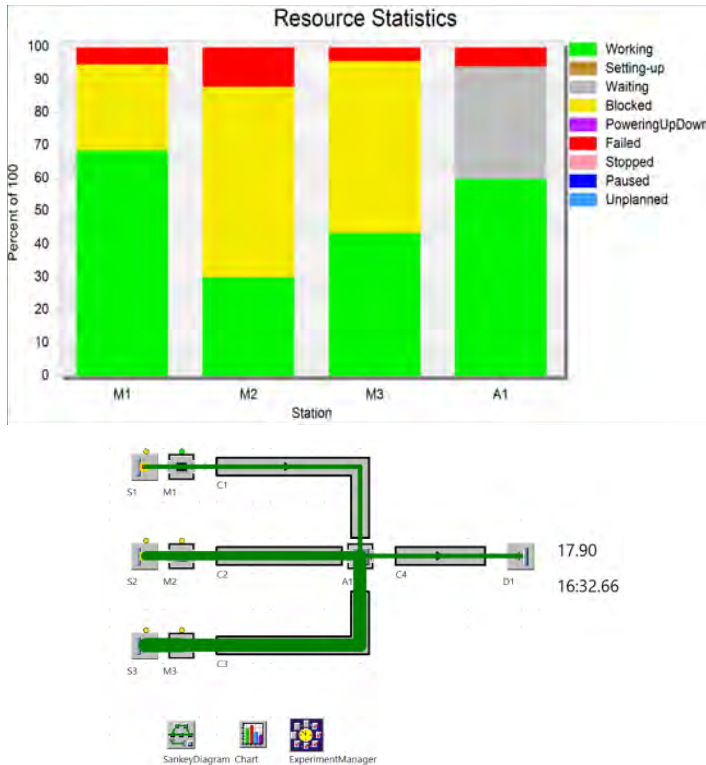 Resource Statistics
100
90
80
70
60
50
40
30
20
10
0
Percent of 100
M1
M2
M3
A1
Station
Working
Setting-up
Waiting
Blocked
PoweringUpDown
Failed
Stopped
Paused
Unplanned
S1
M1
C1
S2
M2
C2
A1
C4
D1
17.90
16:32.66
S3
M3
C3
SankeyDiagram
Chart
ExperimentManager